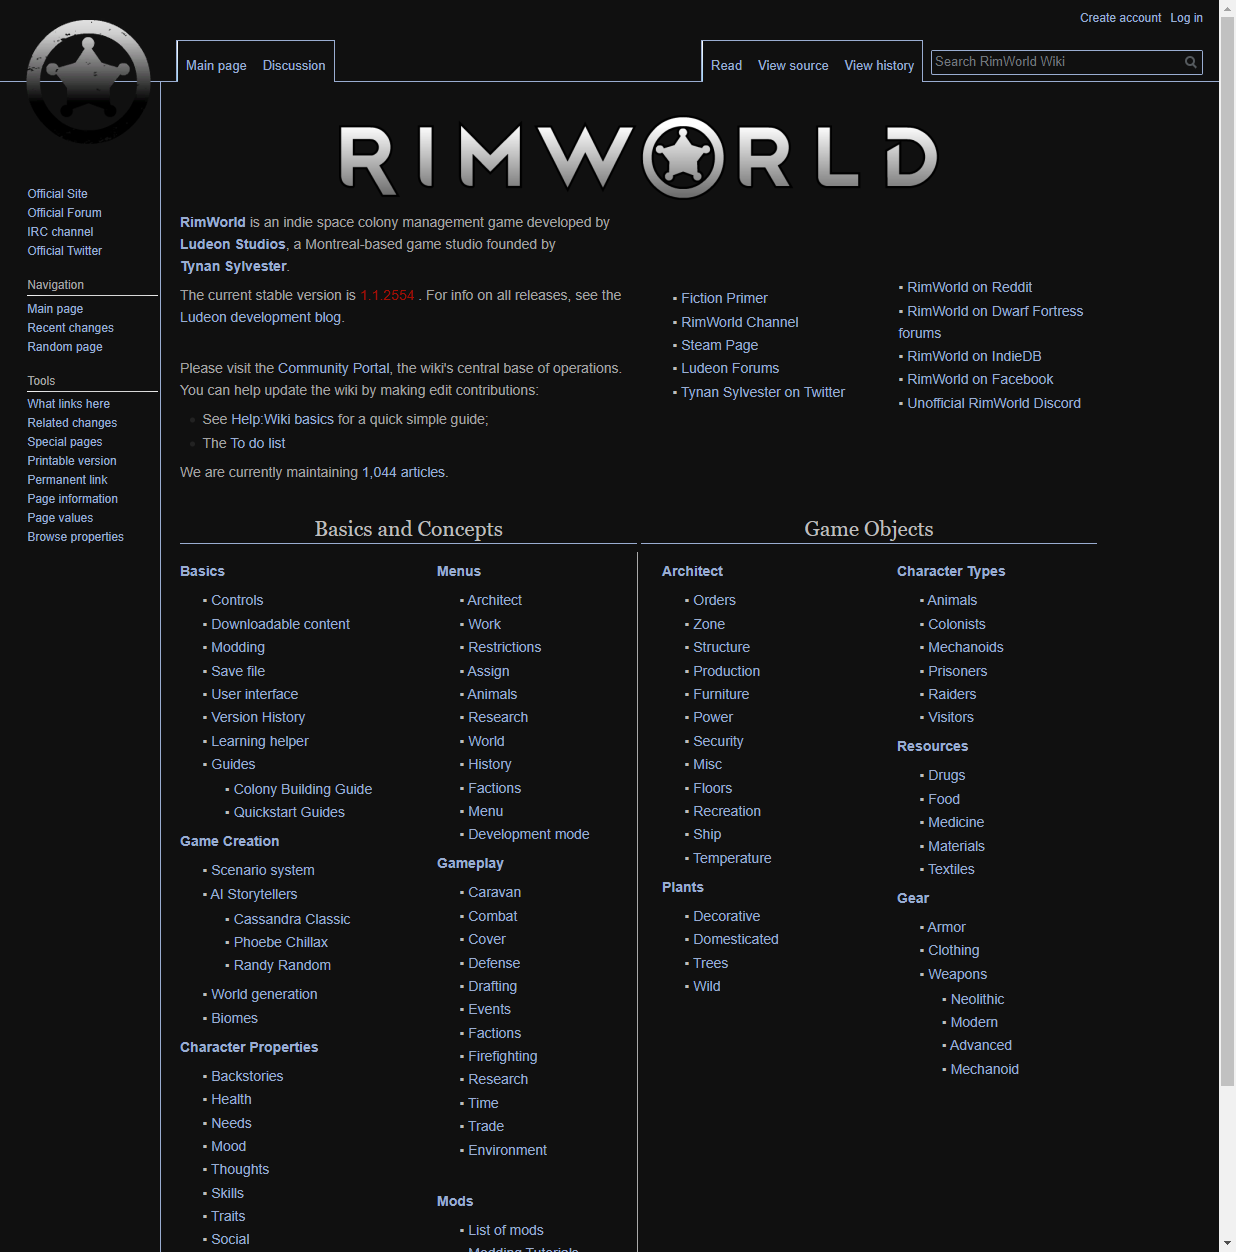 Create account
Log in
Main page
Discussion
Read
View source
View history
Search RimWorld Wiki
Official Site
Official Forum
IRC channel
Official Twitter
Navigation
Main page
Recent changes
Random page
Tools
What links here
Related changes
Special pages
Printable version
Permanent link
Page information
Page values
Browse properties
RIMWORLD
RimWorld is an indie space colony management game developed by
Ludeon Studios, a Montreal-based game studio founded by
Tynan Sylvester.
The current stable version is 1.1.2554 . For info on all releases, see the
Ludeon development blog.
Please visit the Community Portal, the wiki's central base of operations.
You can help update the wiki by making edit contributions:
See Help:Wiki basics for a quick simple guide;
The To do list
We are currently maintaining 1,044 articles.
Fiction Primer
RimWorld Channel
Steam Page
Ludeon Forums
Tynan Sylvester on Twitter
RimWorld on Reddit
RimWorld on Dwarf Fortress
forums
RimWorld on IndieDB
RimWorld on Facebook
Unofficial RimWorld Discord
Basics and Concepts
Basics
Controls
Downloadable content
Modding
Save file
User interface
Version History
Learning helper
Guides
Colony Building Guide
Quickstart Guides
Game Creation
Scenario system
AI Storytellers
Cassandra Classic
Phoebe Chillax
Randy Random
World generation
Biomes
Character Properties
Backstories
Health
Needs
Mood
Thoughts
Skills
Traits
Social
Menus
Architect
Work
Restrictions
Assign
Animals
Research
World
History
Factions
Menu
Development mode
Gameplay
Caravan
Combat
Cover
Defense
Drafting
Events
Factions
Firefighting
Research
Time
Trade
Environment
Mods
List of mods
Modding Tutorials
Game Objects
Architect
Orders
Zone
Structure
Production
Furniture
Power
Security
Misc
Floors
Recreation
Ship
Temperature
Plants
Decorative
Domesticated
Trees
Wild
Character Types
Animals
Colonists
Mechanoids
Prisoners
Raiders
Visitors
Resources
Drugs
Food
Medicine
Materials
Textiles
Gear
Armor
Clothing
Weapons
Neolithic
Modern
Advanced
Mechanoid